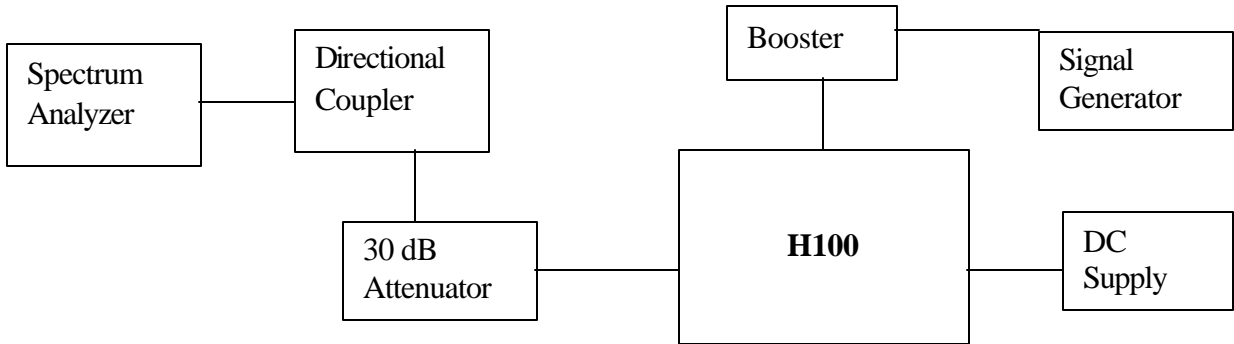 Spectrum
Analyzer
Directional
Coupler
Booster
Signal
Generator
30 dB
Attenuator
H100
DC
Supply